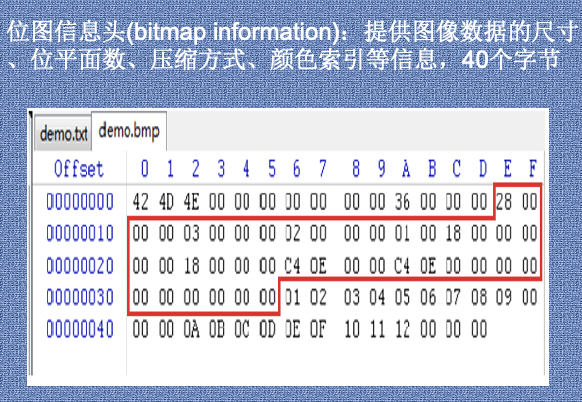 位图信息头(bitmap information)：提供图像数据的尺寸
、位平面数、压缩方式、颜色索引等信息，40个字节
demo.txt demo.bmp
Offset 0 1 2 3 4 5 6 7 8 9 A B C D E F
00000000 42 4D 4E 00 00 00 00 00 00 00 36 00 00 00 28 00
00000010 00 00 03 00 00 00 02 00 00 00 01 00 18 00 00 00
00000020 00 00 18 00 00 00 C4 0E 00 00 C4 0E 00 00 00 00
00000030 00 00 00 00 00 00 01 02 03 04 05 06 07 08 09 00
00000040 00 00 0A 0B 0C 0D 0E 0F 10 11 12 00 00 00